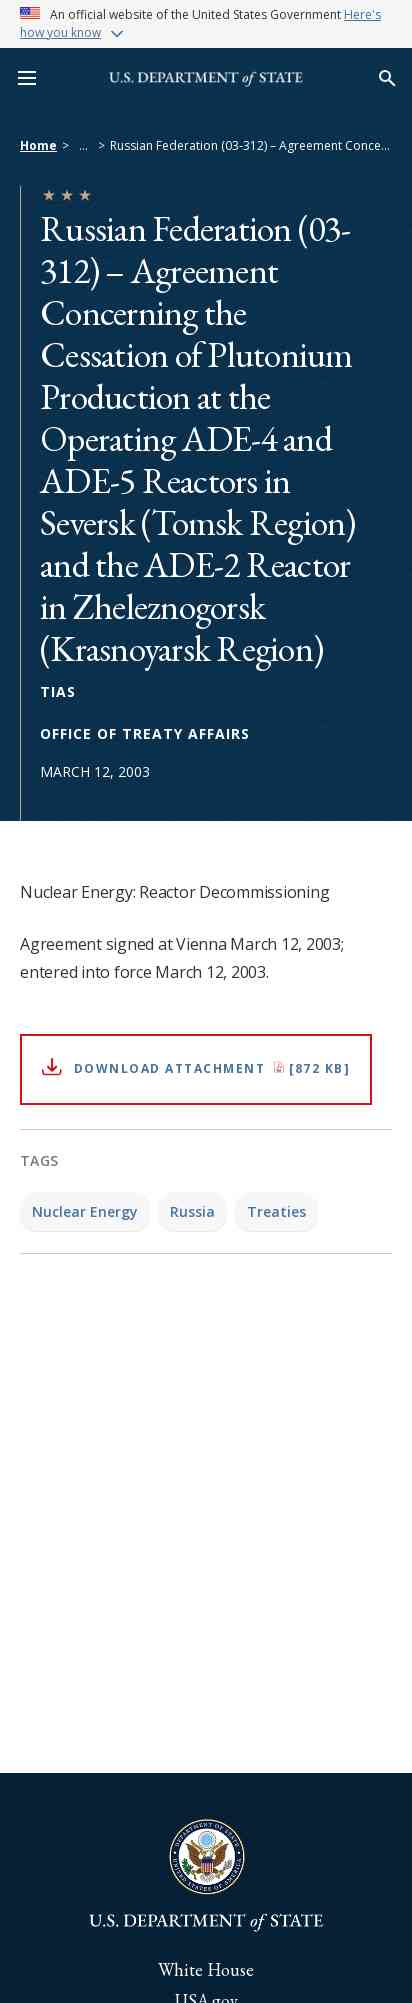 An official website of the United States Government Here's
how you know
U.S. DEPARTMENT of STATE
Home > ... > Russian Federation (03-312) – Agreement Conce...
Russian Federation (03-
312) – Agreement
Concerning the
Cessation of Plutonium
Production at the
Operating ADE-4 and
ADE-5 Reactors in
Seversk (Tomsk Region)
and the ADE-2 Reactor
in Zheleznogorsk
(Krasnoyarsk Region)
TIAS
OFFICE OF TREATY AFFAIRS
MARCH 12, 2003
Nuclear Energy: Reactor Decommissioning
Agreement signed at Vienna March 12, 2003;
entered into force March 12, 2003.
DOWNLOAD ATTACHMENT [872 KB]
TAGS
Nuclear Energy Russia Treaties
DEPARTMENT OF STATE
UNITED STATES OF AMERICA
U.S. DEPARTMENT of STATE
White House
USA.gov